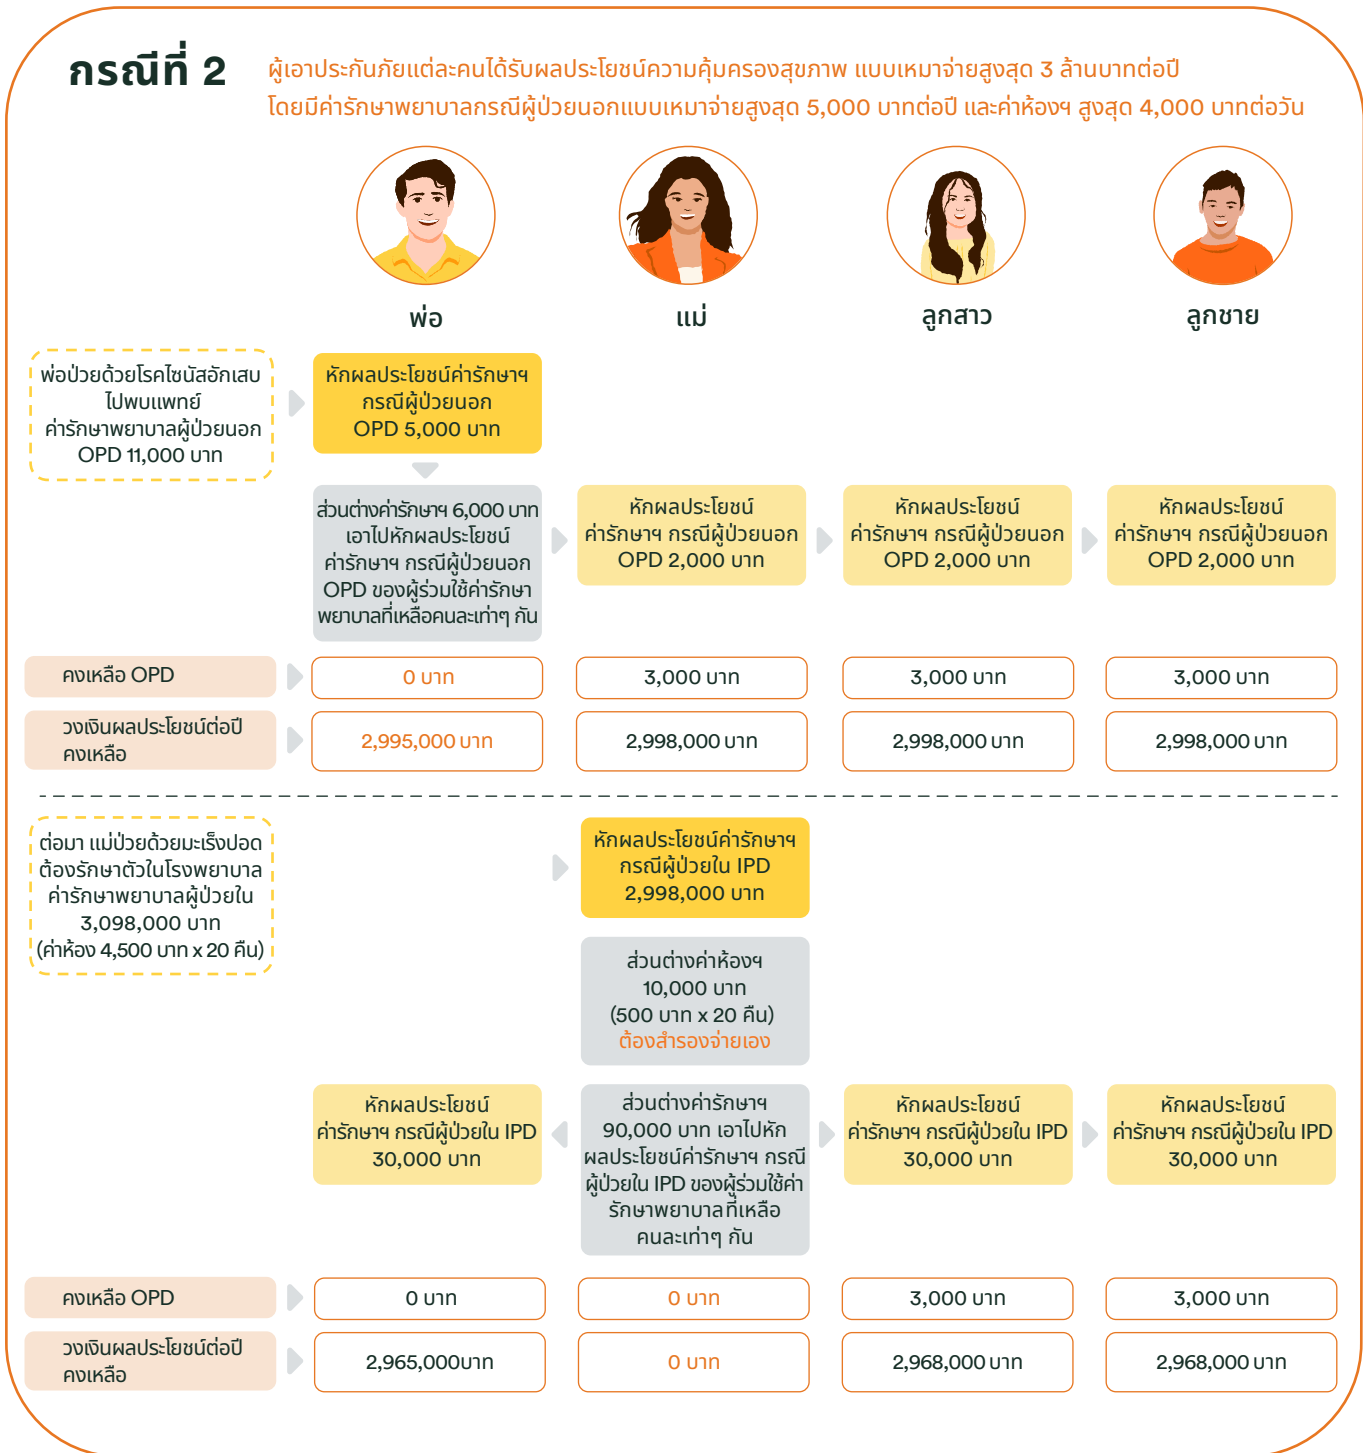 กรณีที่ 2
ผู้เอาประกันภัยแต่ละคนได้รับผลประโยชน์ความคุ้มครองสุขภาพ แบบเหมาจ่ายสูงสุด 3 ล้านบาทต่อปี
โดยมีค่ารักษาพยาบาลกรณีผู้ป่วยนอกแบบเหมาจ่ายสูงสุด 5,000 บาทต่อปี และค่าห้องฯ สูงสุด 4,000 บาทต่อวัน
พ่อ
แม่
ลูกสาว
ลูกชาย
พ่อป่วยด้วยโรคไซนัสอักเสบ
ไปพบแพทย์
ค่ารักษาพยาบาลผู้ป่วยนอก
OPD 11,000 บาท
หักผลประโยชน์ค่ารักษาฯ
กรณีผู้ป่วยนอก
OPD 5,000 บาท
ส่วนต่างค่ารักษาฯ 6,000 บาท
เอาไปหักผลประโยชน์
ค่ารักษาฯ กรณีผู้ป่วยนอก
OPD ของผู้ร่วมใช้ค่ารักษา
พยาบาลที่เหลือคนละเท่าๆ กัน
หักผลประโยชน์
ค่ารักษาฯ กรณีผู้ป่วยนอก
OPD 2,000 บาท
หักผลประโยชน์
ค่ารักษาฯ กรณีผู้ป่วยนอก
OPD 2,000 บาท
หักผลประโยชน์
ค่ารักษาฯ กรณีผู้ป่วยนอก
OPD 2,000 บาท
คงเหลือ OPD
0 บาท
3,000 บาท
3,000 บาท
3,000 บาท
วงเงินผลประโยชน์ต่อปี
คงเหลือ
2,995,000 บาท
2,998,000 บาท
2,998,000 บาท
2,998,000 บาท
ต่อมา แม่ป่วยด้วยมะเร็งปอด
ต้องรักษาตัวในโรงพยาบาล
ค่ารักษาพยาบาลผู้ป่วยใน
3,098,000 บาท
(ค่าห้อง 4,500 บาท x 20 คืน)
หักผลประโยชน์ค่ารักษาฯ
กรณีผู้ป่วยใน IPD
2,998,000 บาท
ส่วนต่างค่าห้องฯ
10,000 บาท
(500 บาท x 20 คืน)
ต้องสำรองจ่ายเอง
หักผลประโยชน์
ค่ารักษาฯ กรณีผู้ป่วยใน IPD
30,000 บาท
ส่วนต่างค่ารักษาฯ
90,000 บาท เอาไปหัก
ผลประโยชน์ค่ารักษาฯ กรณี
ผู้ป่วยใน IPD ของผู้ร่วมใช้ค่า
รักษาพยาบาลที่เหลือ
คนละเท่าๆ กัน
หักผลประโยชน์
ค่ารักษาฯ กรณีผู้ป่วยใน IPD
30,000 บาท
หักผลประโยชน์
ค่ารักษาฯ กรณีผู้ป่วยใน IPD
30,000 บาท
คงเหลือ OPD
0 บาท
0 บาท
3,000 บาท
3,000 บาท
วงเงินผลประโยชน์ต่อปี
คงเหลือ
2,965,000บาท
0 บาท
2,968,000 บาท
2,968,000 บาท